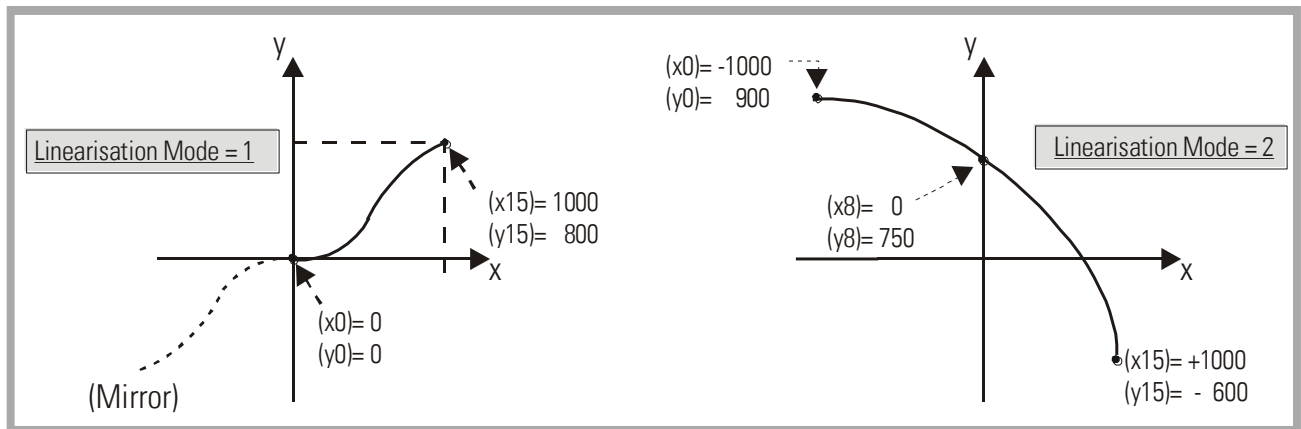 y
Linearisation Mode = 1
(x15)= 1000
(y15)= 800
x
(x0)= 0
(y0)= 0
(Mirror)
y
(x0)= -1000
(y0)= 900
Linearisation Mode = 2
(x8)= 0
(y8)= 750
x
(x15)= +1000
(y15)= - 600